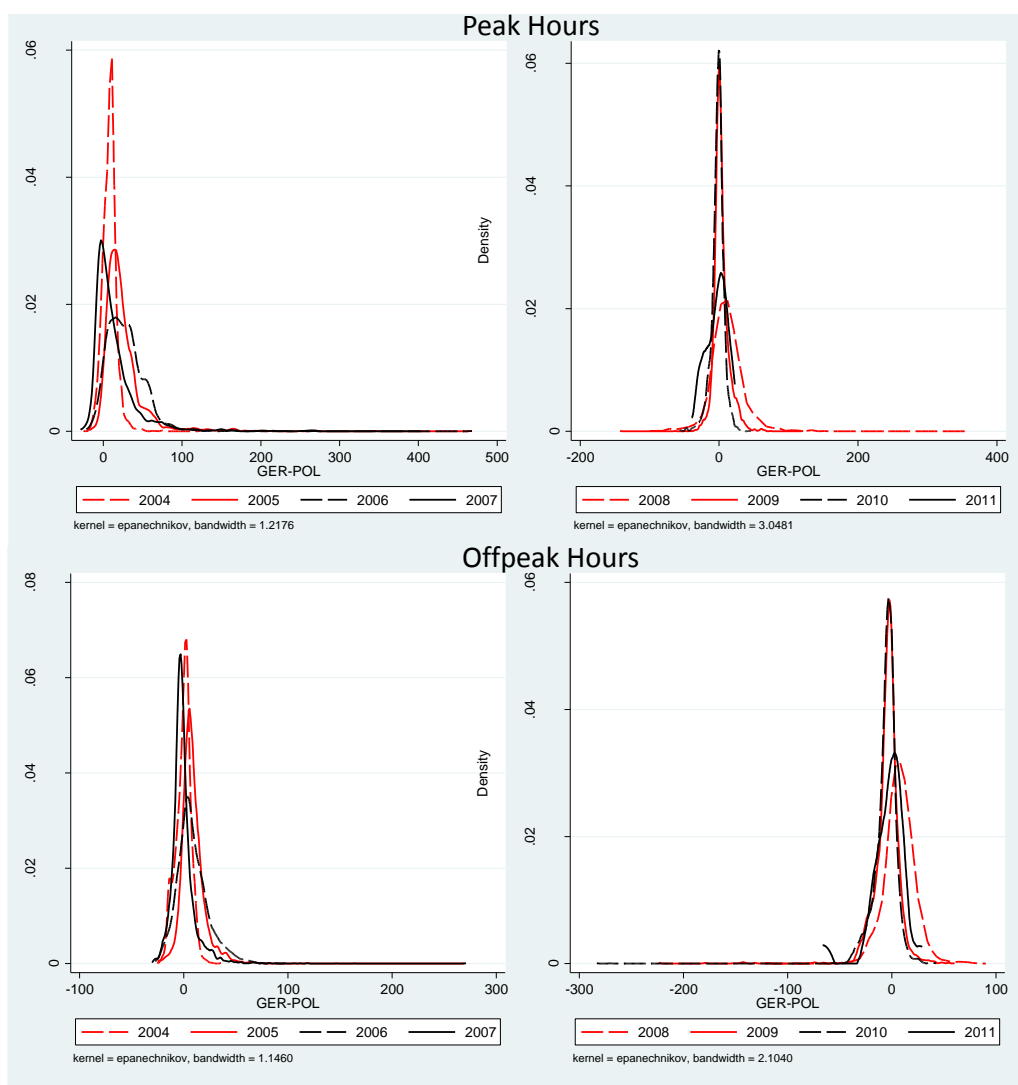 Peak Hours
.06
.04
.02
0
0 100 200 300 400 500
GER-POL
2004 2005 2006 2007
kernel = epanechnikov, bandwidth = 1.2176
Density
.06
.04
.02
0
-200 0 200 400
GER-POL
2008 2009 2010 2011
kernel = epanechnikov, bandwidth = 3.0481
Offpeak Hours
.08
.06
.04
.02
0
-100 0 100 200 300
GER-POL
2004 2005 2006 2007
kernel = epanechnikov, bandwidth = 1.1460
Density
.06
.04
.02
0
-300 -200 -100 0 100
GER-POL
2008 2009 2010 2011
kernel = epanechnikov, bandwidth = 2.1040